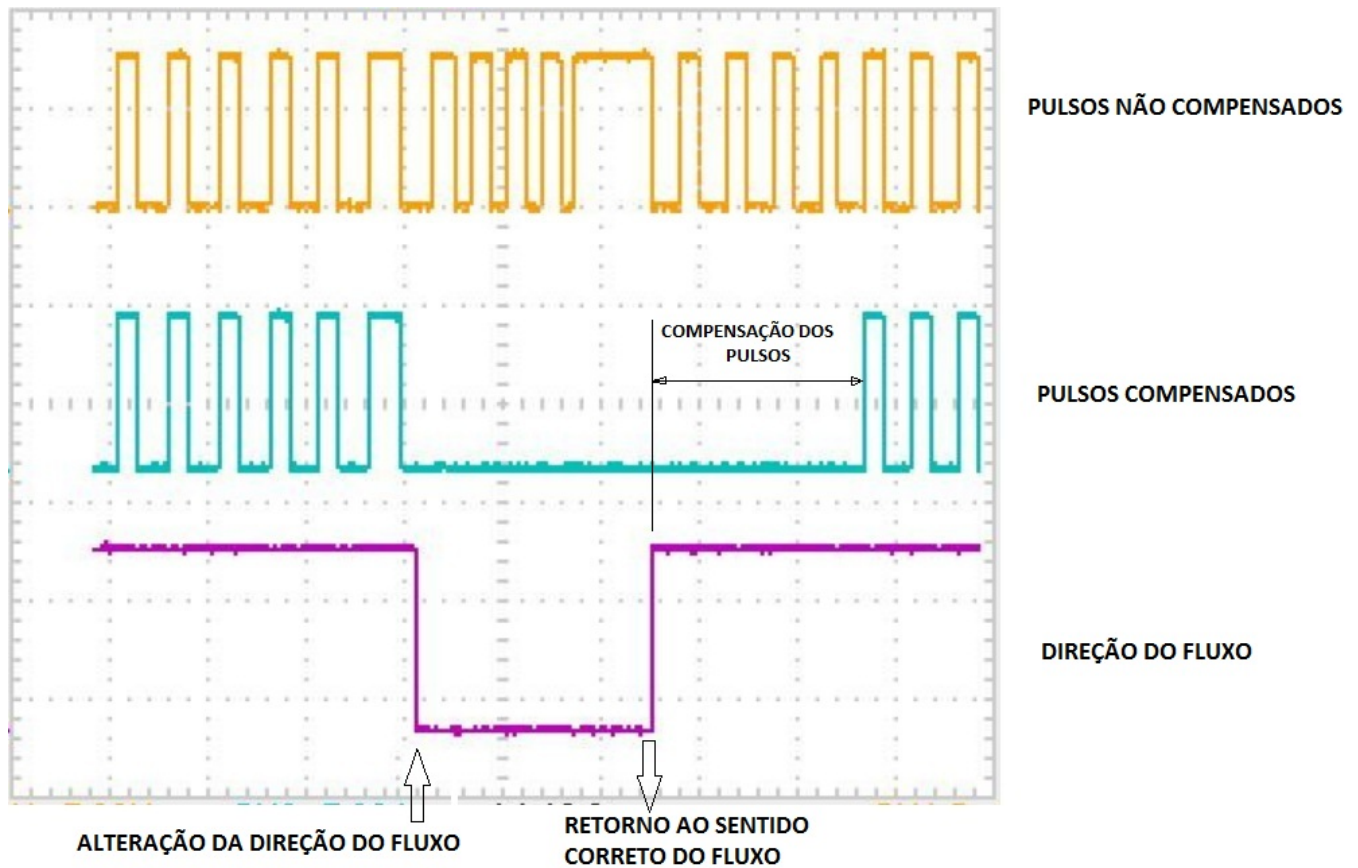 PULSOS NÃO COMPENSADOS
COMPENSAÇÃO DOS
PULSOS
PULSOS COMPENSADOS
DIREÇÃO DO FLUXO
ALTERAÇÃO DA DIREÇÃO DO FLUXO
RETORNO AO SENTIDO
CORRETO DO FLUXO